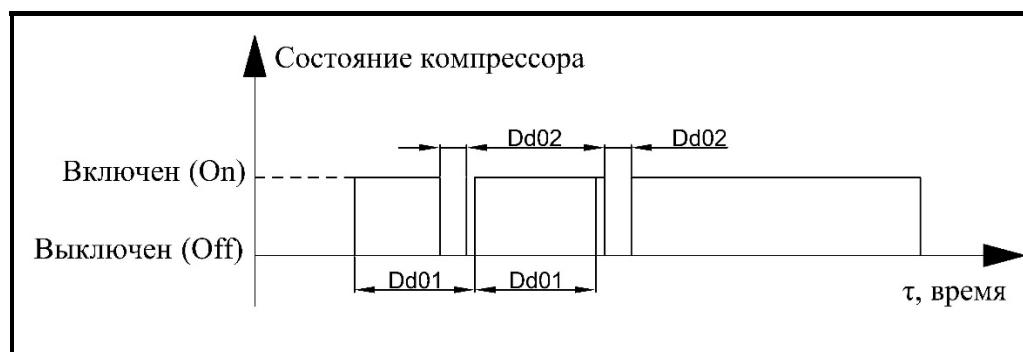 Состояние компрессора
Dd02 Dd02
Включен (On)
Выключен (Off)
Dd01 Dd01
τ, время